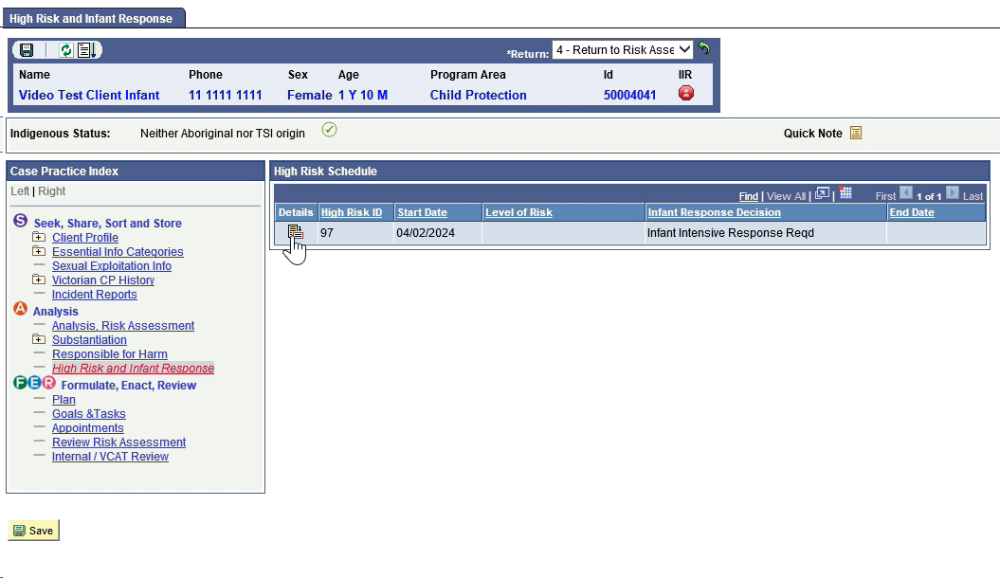 High Risk and Infant Response
*Return: 4 - Return to Risk Asse
Name Phone Sex Age Program Area Id IIR
Video Test Client Infant 11 1111 1111 Female 1 Y 10 M Child Protection 50004041
Indigenous Status: Neither Aboriginal nor TSI origin Quick Note
Case Practice Index
Left | Right
S Seek, Share, Sort and Store
Client Profile
Essential Info Categories
Sexual Exploitation Info
Victorian CP History
Incident Reports
A Analysis
Analysis, Risk Assessment
Substantiation
Responsible for Harm
High Risk and Infant Response
F E R Formulate, Enact, Review
Plan
Goals &Tasks
Appointments
Review Risk Assessment
Internal / VCAT Review
High Risk Schedule
Find | View All | | First 1 of 1 Last
Details High Risk ID Start Date Level of Risk Infant Response Decision End Date
97 04/02/2024 Infant Intensive Response Reqd
Save